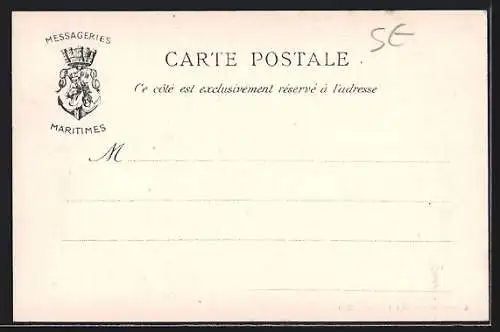 MESSAGERIES
MARITIMES
CARTE POSTALE
Ce côté est exclusivement réservé à l'adresse
M
5E